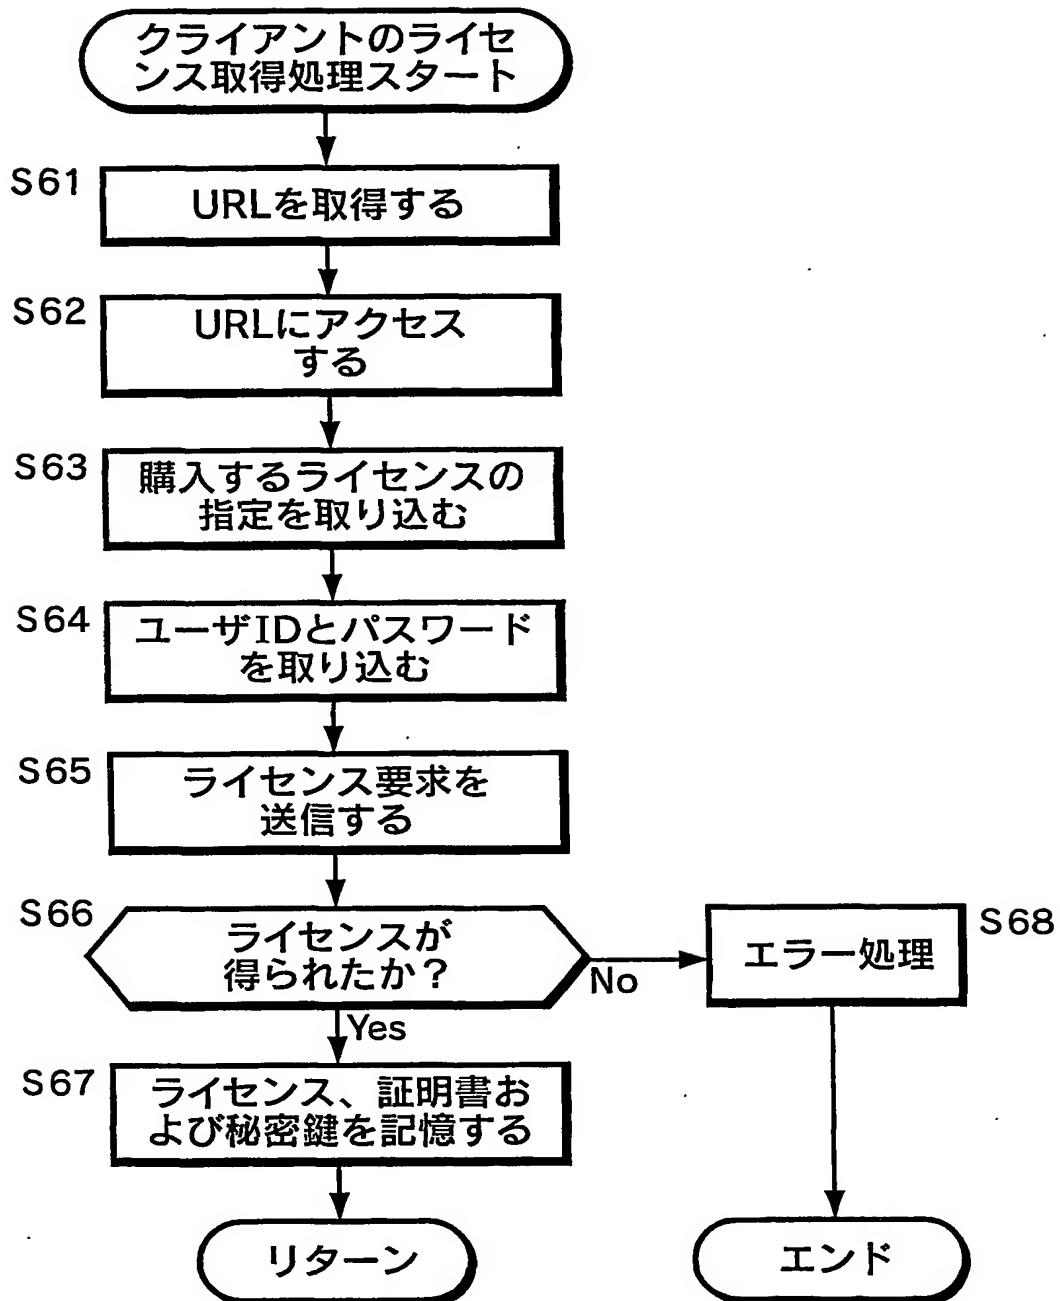 クライアントのライセ
ンス取得処理スタート
S61
URLを取得する
S62
URLにアクセス
する
S63
購入するライセンスの
指定を取り込む
S64
ユーザIDとパスワード
を取り込む
S65
ライセンス要求を
送信する
S66
ライセンスが
得られたか？
No
エラー処理
S68
Yes
S67
ライセンス、証明書お
よび秘密鍵を記憶する
リターン
エンド